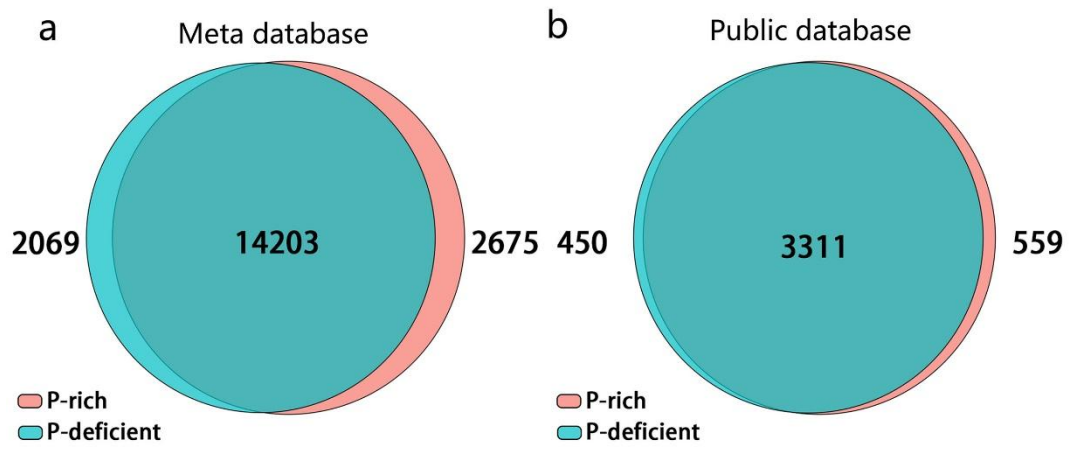 a
Meta database
2069
14203
2675
P-rich
P-deficient
b
Public database
450
3311
559
P-rich
P-deficient